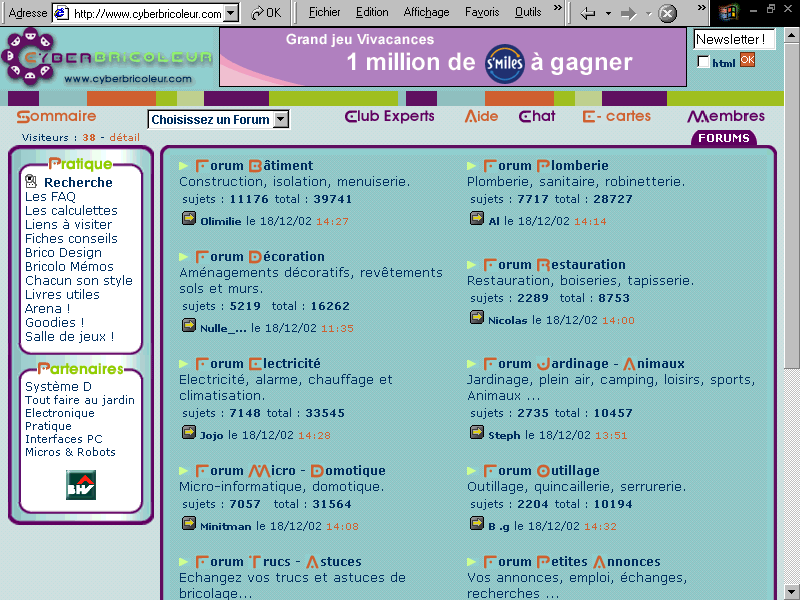 Adresse http://www.cyberbricoleur.com OK Fichier Edition Affichage Favoris Outils » »
CYBERBRICOLEUR
www.cyberbricoleur.com
Grand jeu Vivacances
1 million de S'Miles à gagner
Newsletter !
html OK
Sommaire
Choisissez un Forum
Club Experts Aide Chat E- cartes Membres
Visiteurs : 38 - détail
FORUMS
Pratique
Recherche
Les FAQ
Les calculettes
Liens à visiter
Fiches conseils
Brico Design
Bricolo Mémos
Chacun son style
Livres utiles
Arena !
Goodies !
Salle de jeux !
Partenaires
Système D
Tout faire au jardin
Electronique
Pratique
Interfaces PC
Micros & Robots
BHV
Forum Bâtiment
Construction, isolation, menuiserie.
sujets : 11176 total : 39741
Olimilie le 18/12/02 14:27
Forum Plomberie
Plomberie, sanitaire, robinetterie.
sujets : 7717 total : 28727
Al le 18/12/02 14:14
Forum Décoration
Aménagements décoratifs, revêtements
sols et murs.
sujets : 5219 total : 16262
Nulle_... le 18/12/02 11:35
Forum Restauration
Restauration, boiseries, tapisserie.
sujets : 2289 total : 8753
Nicolas le 18/12/02 14:00
Forum Electricité
Electricité, alarme, chauffage et
climatisation.
sujets : 7148 total : 33545
Jojo le 18/12/02 14:28
Forum Jardinage - Animaux
Jardinage, plein air, camping, loisirs, sports,
Animaux ...
sujets : 2735 total : 10457
Steph le 18/12/02 13:51
Forum Micro - Domotique
Micro-informatique, domotique.
sujets : 7057 total : 31564
Minitman le 18/12/02 14:08
Forum Outillage
Outillage, quincaillerie, serrurerie.
sujets : 2204 total : 10194
B .g le 18/12/02 14:32
Forum Trucs - Astuces
Echangez vos trucs et astuces de
bricolage...
Forum Petites Annonces
Vos annonces, emploi, échanges,
recherches ...